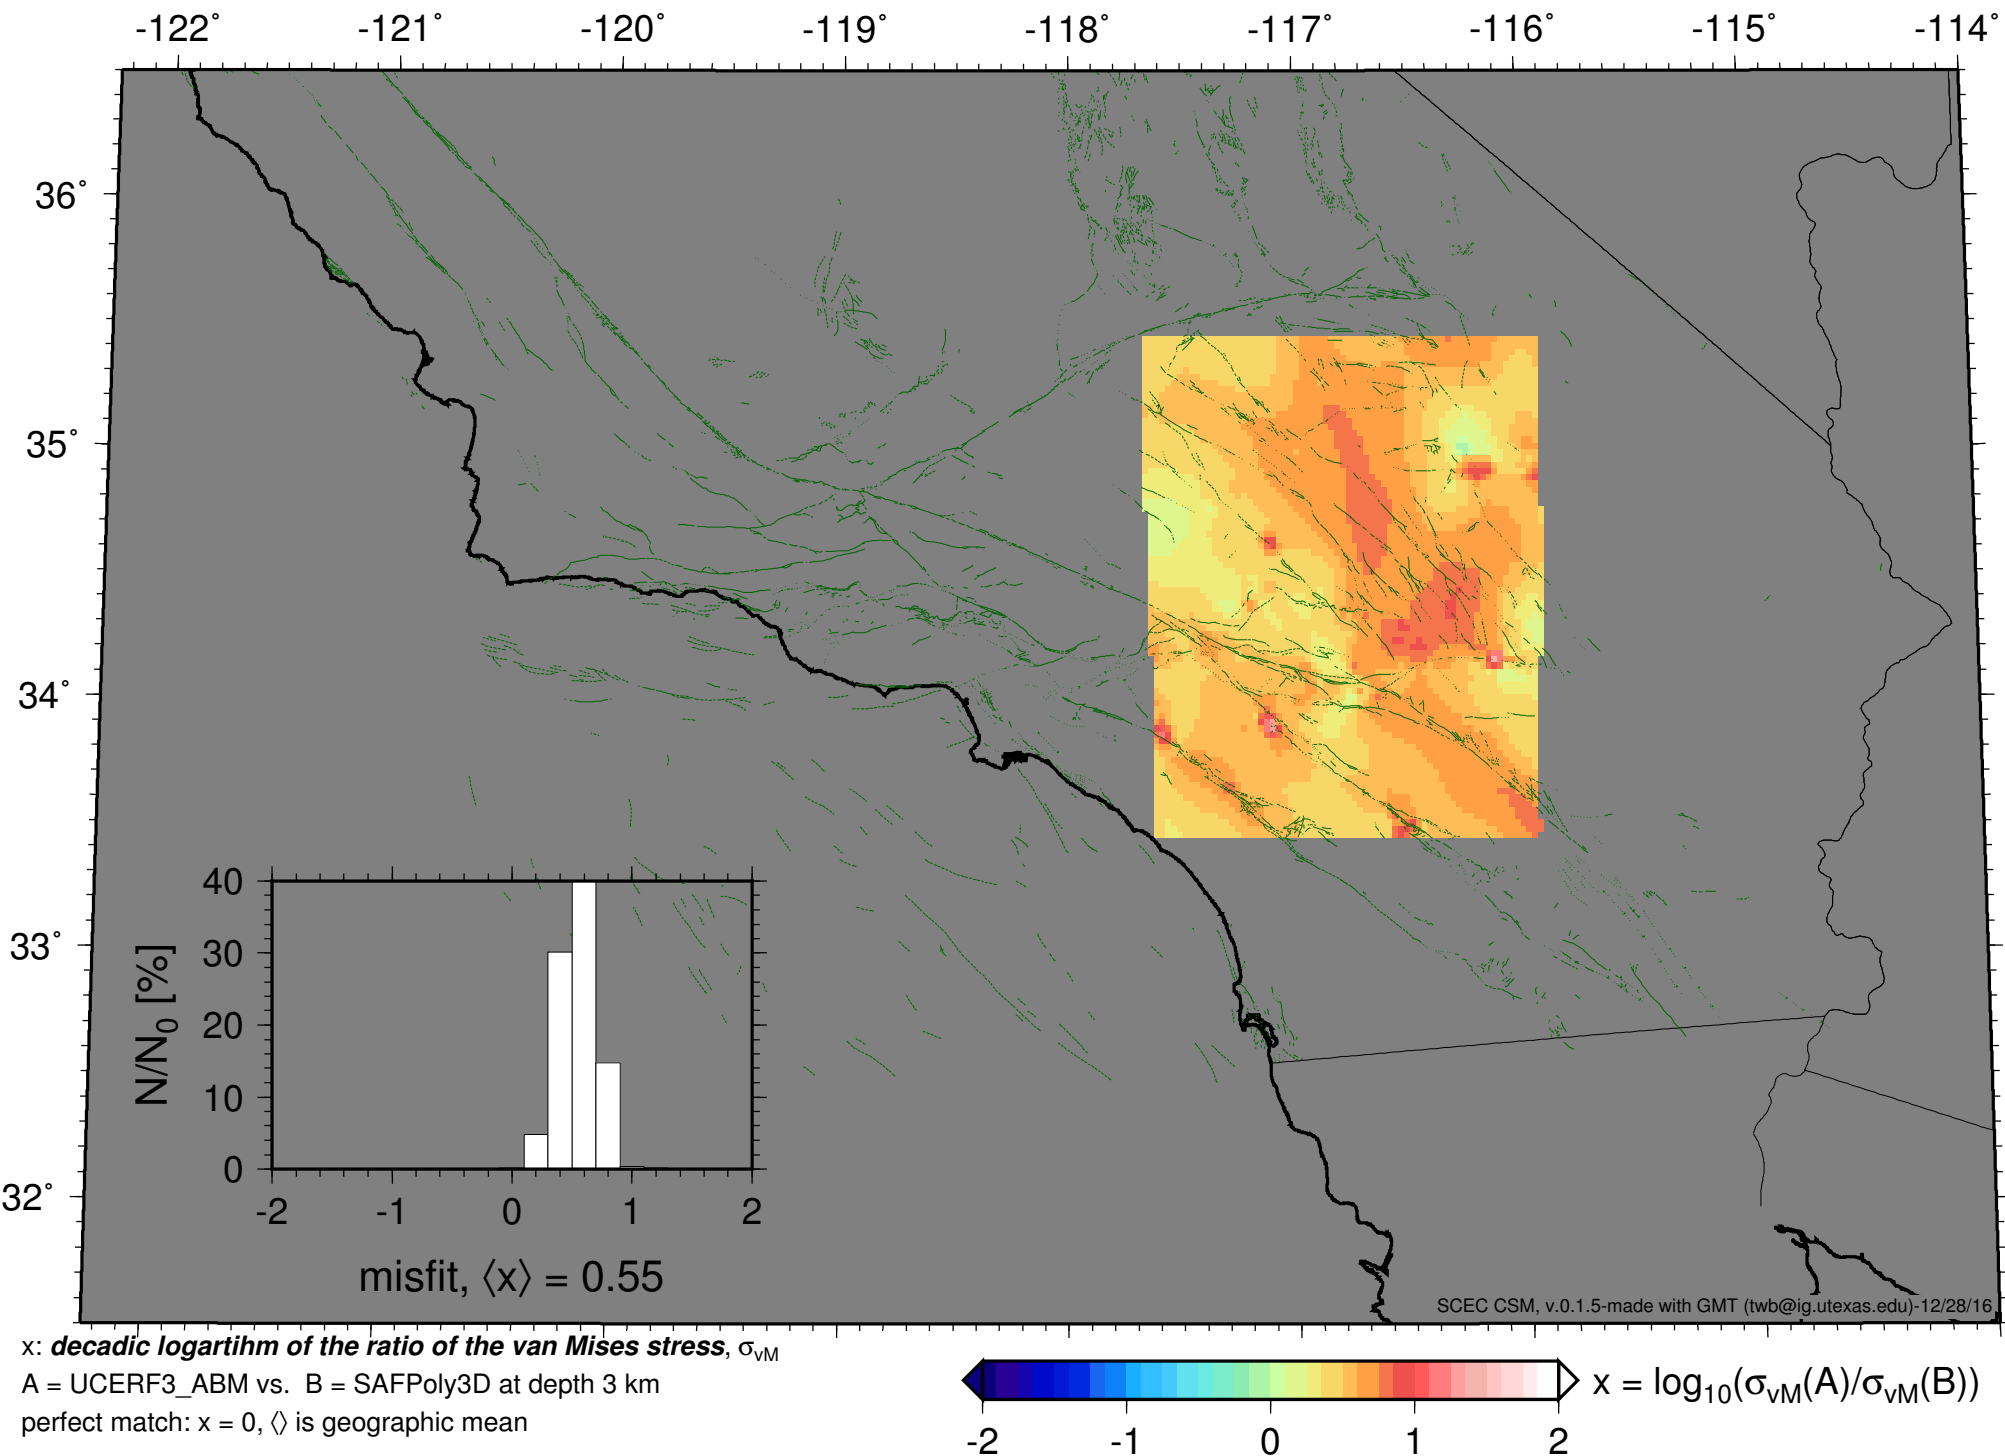 -122° -121° -120° -119° -118° -117° -116° -115° -114°
36°
35°
34°
33°
32°
40
30
20
10
0
N/N0 [%]
-2 -1 0 1 2
misfit, ⟨x⟩ = 0.55
SCEC CSM, v.0.1.5-made with GMT (twb@ig.utexas.edu)-12/28/16
x: decadic logartihm of the ratio of the van Mises stress, σvM
A = UCERF3_ABM vs. B = SAFPoly3D at depth 3 km
perfect match: x = 0, ⟨⟩ is geographic mean
x = log10(σvM(A)/σvM(B))
-2 -1 0 1 2